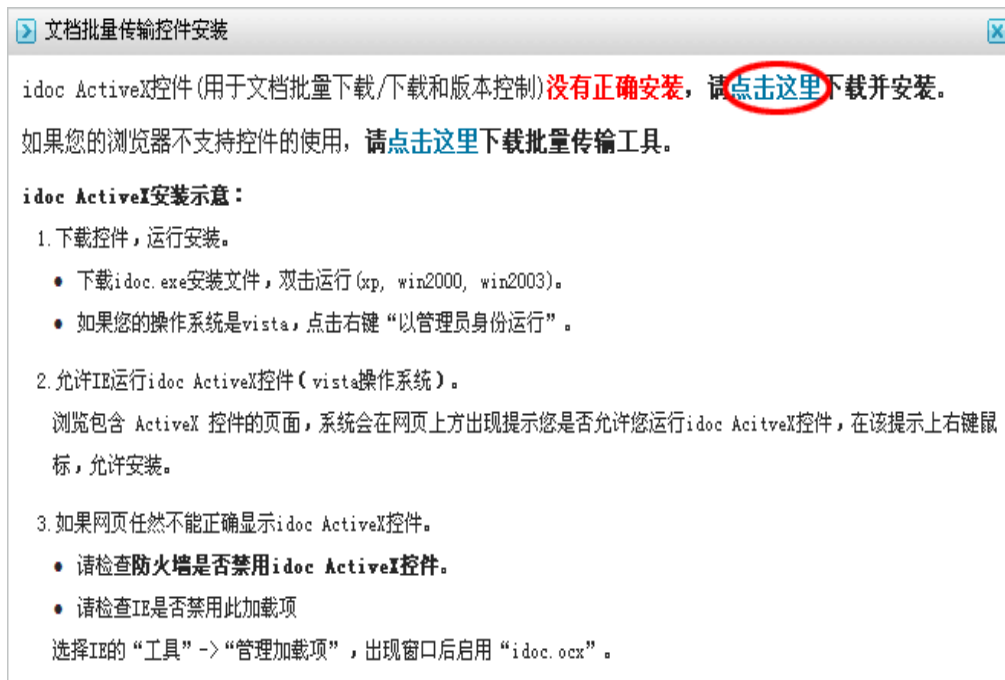 文档批量传输控件安装
idoc ActiveX控件(用于文档批量下载/下载和版本控制)没有正确安装，请点击这里下载并安装。
如果您的浏览器不支持控件的使用，请点击这里下载批量传输工具。
idoc ActiveX安装示意：
1.下载控件，运行安装。
• 下载idoc.exe安装文件，双击运行(xp, win2000, win2003)。
• 如果您的操作系统是vista，点击右键“以管理员身份运行”。
2.允许IE运行idoc ActiveX控件(vista操作系统)。
浏览包含 ActiveX 控件的页面，系统会在网页上方出现提示您是否允许您运行idoc AcitveX控件，在该提示上右键鼠
标，允许安装。
3.如果网页任然不能正确显示idoc ActiveX控件。
• 请检查防火墙是否禁用idoc ActiveX控件。
• 请检查IE是否禁用此加载项
选择IE的“工具”->“管理加载项”，出现窗口后启用“idoc.ocx”。